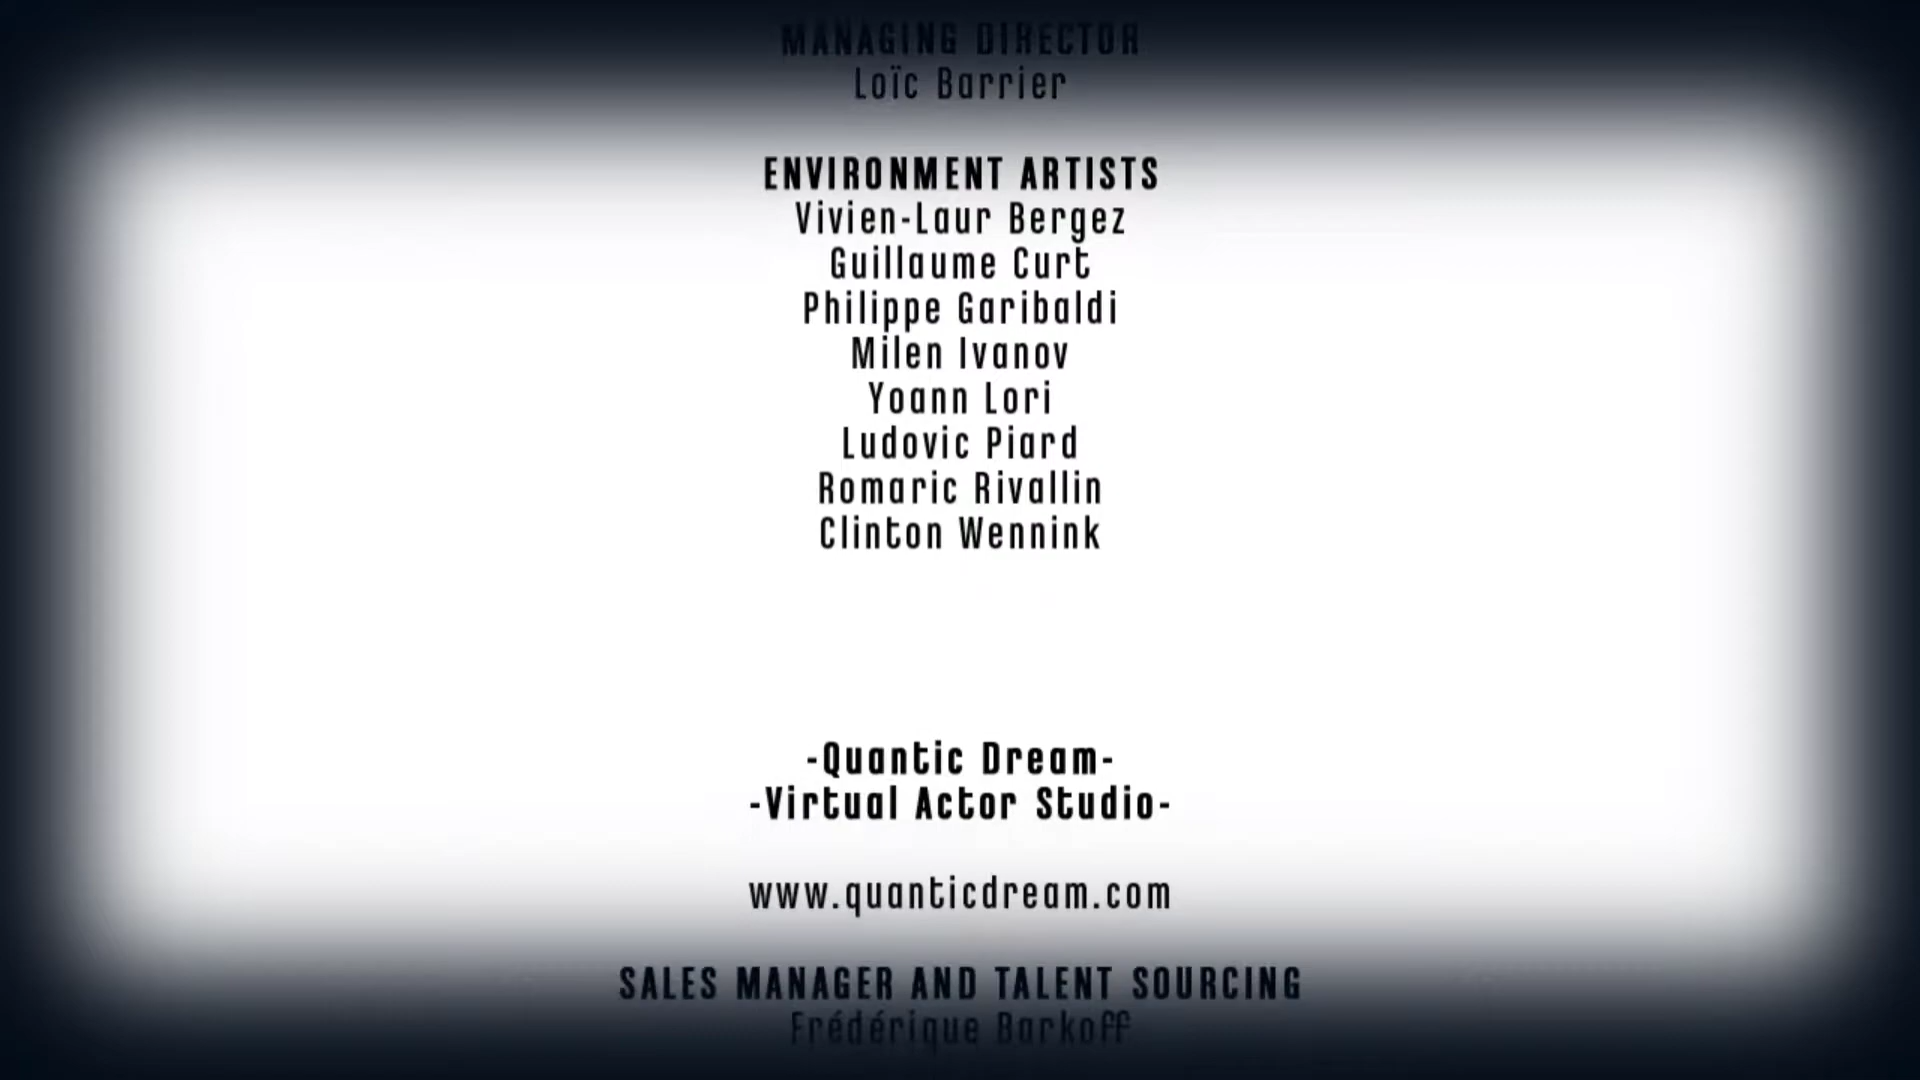 MANAGING DIRECTOR
Loïc Barrier
ENVIRONMENT ARTISTS
Vivien-Laur Bergez
Guillaume Curt
Philippe Garibaldi
Milen Ivanov
Yoann Lori
Ludovic Piard
Romaric Rivallin
Clinton Wennink
-Quantic Dream-
-Virtual Actor Studio-
www.quanticdream.com
SALES MANAGER AND TALENT SOURCING
Frédérique Barkoff